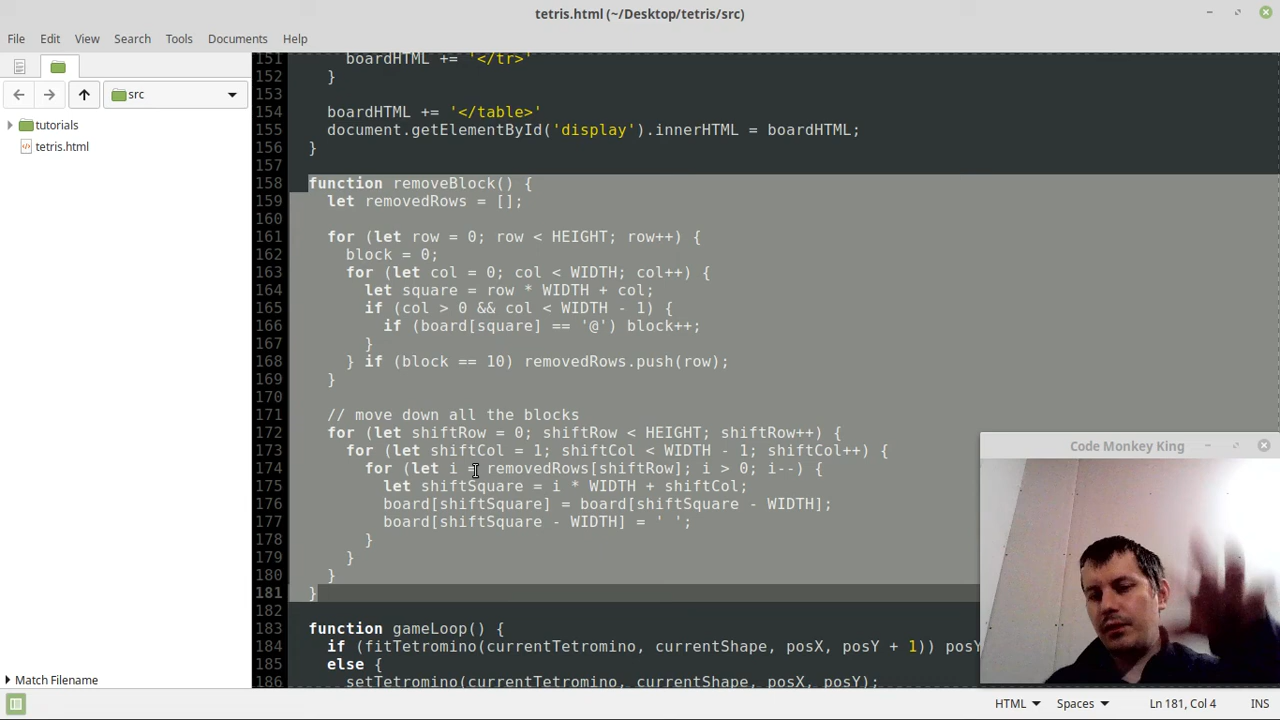 tetris.html (~/Desktop/tetris/src)
File Edit View Search Tools Documents Help
src
tutorials
tetris.html
Match Filename
151 boardHTML += '</tr>'
152 }
153
154 boardHTML += '</table>'
155 document.getElementById('display').innerHTML = boardHTML;
156 }
157
158 function removeBlock() {
159 let removedRows = [];
160
161 for (let row = 0; row < HEIGHT; row++) {
162 block = 0;
163 for (let col = 0; col < WIDTH; col++) {
164 let square = row * WIDTH + col;
165 if (col > 0 && col < WIDTH - 1) {
166 if (board[square] == '@') block++;
167 }
168 } if (block == 10) removedRows.push(row);
169 }
170
171 // move down all the blocks
172 for (let shiftRow = 0; shiftRow < HEIGHT; shiftRow++) {
173 for (let shiftCol = 1; shiftCol < WIDTH - 1; shiftCol++) {
174 for (let i = removedRows[shiftRow]; i > 0; i--) {
175 let shiftSquare = i * WIDTH + shiftCol;
176 board[shiftSquare] = board[shiftSquare - WIDTH];
177 board[shiftSquare - WIDTH] = ' ';
178 }
179 }
180 }
181 }
182
183 function gameLoop() {
184 if (fitTetromino(currentTetromino, currentShape, posX, posY + 1)) posY
185 else {
186 setTetromino(currentTetromino, currentShape, posX, posY);
Code Monkey King
HTML Spaces Ln 181, Col 4 INS